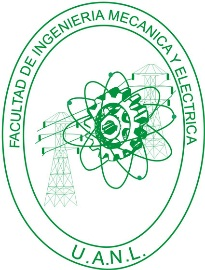 FACULTAD DE INGENIERIA MECANICA Y ELECTRICA
U.A.N.L.